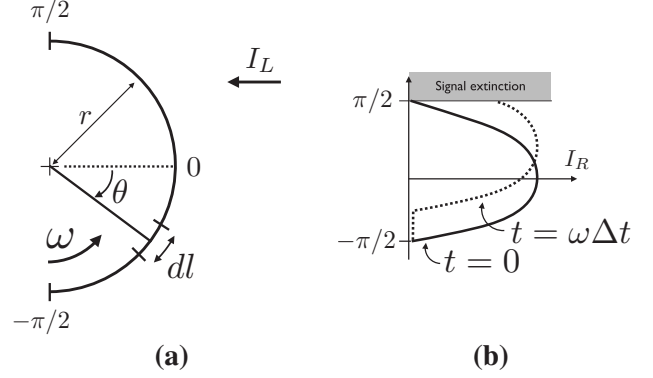 π/2
I_L
r
0
θ
ω
dl
−π/2
(a)
Signal extinction
π/2
I_R
t = ωΔt
−π/2
t = 0
(b)